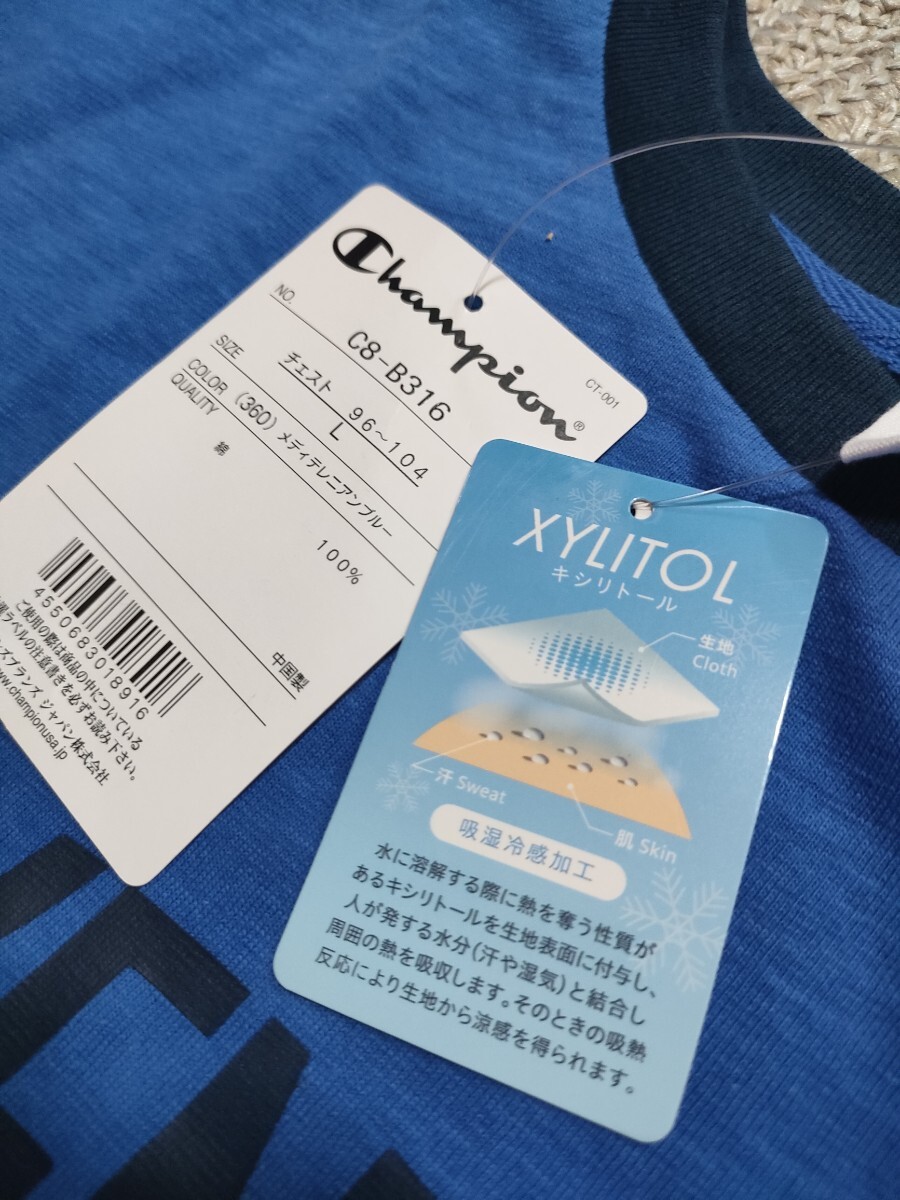 Champion®
CT-001
NO.
C8-B316
SIZE
チェスト 96~104
L
COLOR (360) メディテレニアンブルー
QUALITY
綿 100%
中国製
4550683018916
ご使用の際は商品の中についている
ラベルの注意書きを必ずお読み下さい。
ズブランズ ジャパン株式会社
www.championusa.jp
XYLITOL
キシリトール
生地
Cloth
汗 Sweat
肌 Skin
吸湿冷感加工
水に溶解する際に熱を奪う性質が
あるキシリトールを生地表面に付与し、
人が発する水分(汗や湿気)と結合し
周囲の熱を吸収します。そのときの吸熱
反応により生地から涼感を得られます。